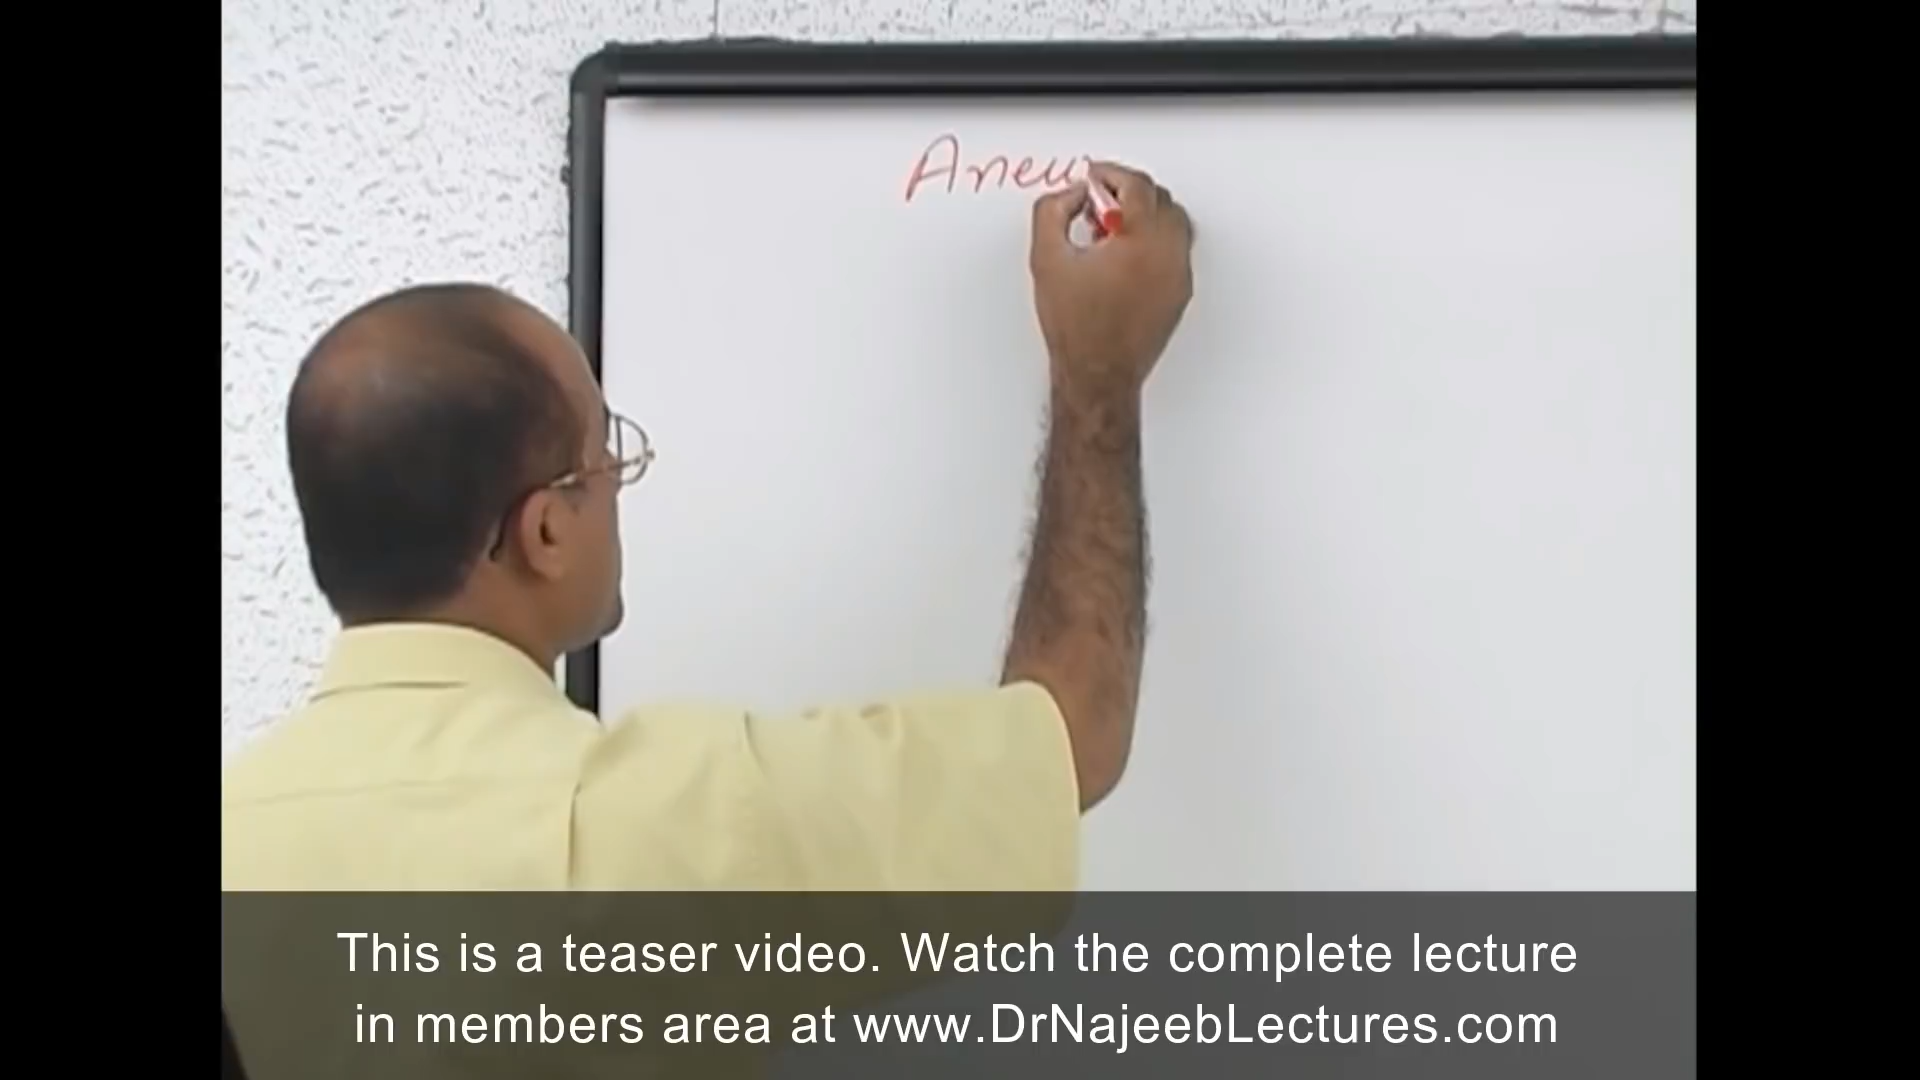 Aneu
This is a teaser video. Watch the complete lecture
in members area at www.DrNajeebLectures.com